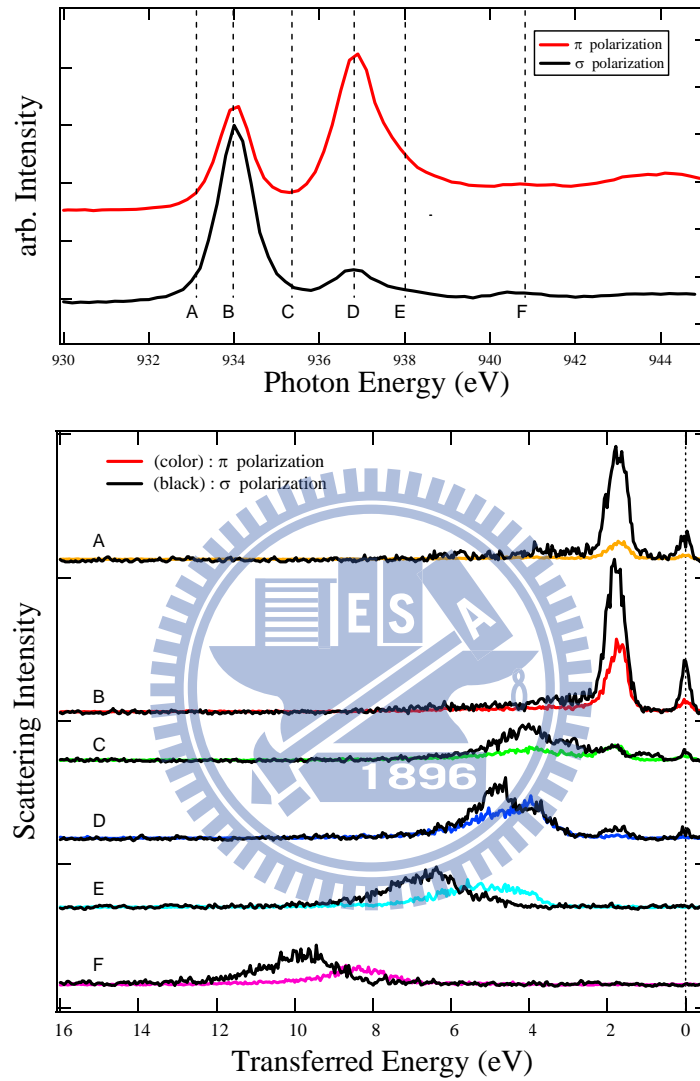 π polarization
σ polarization
arb. Intensity
A B C D E F
930 932 934 936 938 940 942 944
Photon Energy (eV)
(color) : π polarization
(black) : σ polarization
A
B
C
D
E
F
E S A
1896
Scattering Intensity
16 14 12 10 8 6 4 2 0
Transferred Energy (eV)